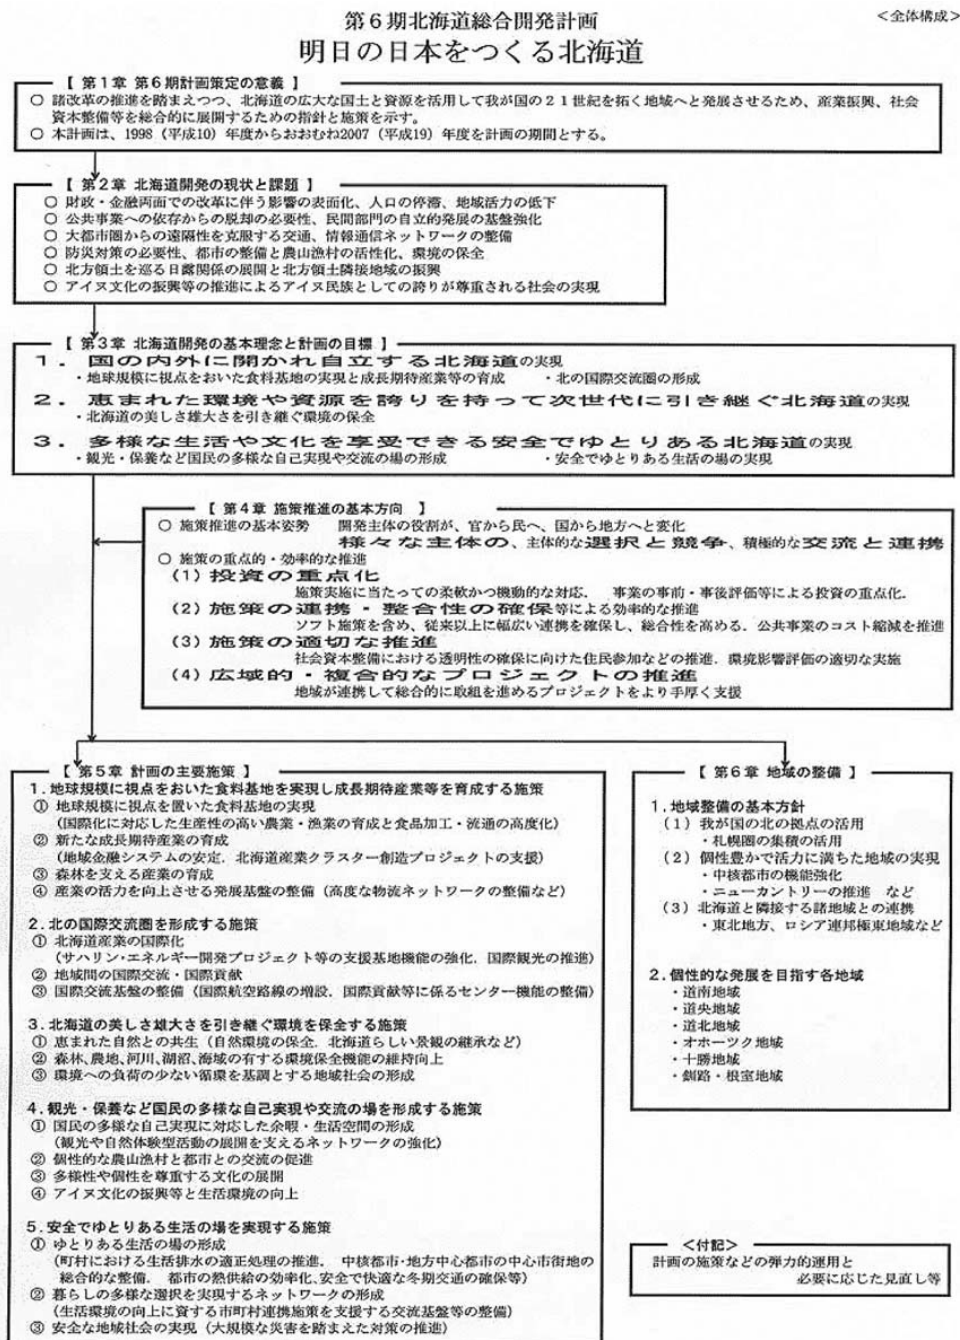 第6期北海道総合開発計画
＜全体構成＞
明日の日本をつくる北海道
【 第1章 第6期計画策定の意義 】
○ 諸改革の推進を踏まえつつ、北海道の広大な国土と資源を活用して我が国の21世紀を拓く地域へと発展させるため、産業振興、社会
資本整備等を総合的に展開するための指針と施策を示す。
○ 本計画は、1998（平成10）年度からおおむね2007（平成19）年度を計画の期間とする。
【 第2章 北海道開発の現状と課題 】
○ 財政・金融両面での改革に伴う影響の表面化、人口の停滞、地域活力の低下
○ 公共事業への依存からの脱却の必要性、民間部門の自立的発展の基盤強化
○ 大都市圏からの遠隔性を克服する交通、情報通信ネットワークの整備
○ 防災対策の必要性、都市の整備と農山漁村の活性化、環境の保全
○ 北方領土を巡る日露関係の展開と北方領土隣接地域の振興
○ アイヌ文化の振興等の推進によるアイヌ民族としての誇りが尊重される社会の実現
【 第3章 北海道開発の基本理念と計画の目標 】
1. 国の内外に開かれ自立する北海道の実現
・地球規模に視点をおいた食料基地の実現と成長期待産業等の育成 ・北の国際交流圏の形成
2. 恵まれた環境や資源を誇りを持って次世代に引き継ぐ北海道の実現
・北海道の美しさ雄大さを引き継ぐ環境の保全
3. 多様な生活や文化を享受できる安全でゆとりある北海道の実現
・観光・保養など国民の多様な自己実現や交流の場の形成 ・安全でゆとりある生活の場の実現
【 第4章 施策推進の基本方向 】
○ 施策推進の基本姿勢 開発主体の役割が、官から民へ、国から地方へと変化
様々な主体の、主体的な選択と競争、積極的な交流と連携
○ 施策の重点的・効率的な推進
(1) 投資の重点化
施策実施に当たっての柔軟かつ機動的な対応. 事業の事前・事後評価等による投資の重点化.
(2) 施策の連携・整合性の確保等による効率的な推進
ソフト施策を含め、従来以上に幅広い連携を確保し、総合性を高める. 公共事業のコスト縮減を推進
(3) 施策の適切な推進
社会資本整備における透明性の確保に向けた住民参加などの推進. 環境影響評価の適切な実施
(4) 広域的・複合的なプロジェクトの推進
地域が連携して総合的に取組を進めるプロジェクトをより手厚く支援
【 第5章 計画の主要施策 】
1. 地球規模に視点をおいた食料基地を実現し成長期待産業等を育成する施策
① 地球規模に視点を置いた食料基地の実現
(国際化に対応した生産性の高い農業・漁業の育成と食品加工・流通の高度化)
② 新たな成長期待産業の育成
(地域金融システムの安定. 北海道産業クラスター創造プロジェクトの支援)
③ 森林を支える産業の育成
④ 産業の活力を向上させる発展基盤の整備（高度な物流ネットワークの整備など）
2. 北の国際交流圏を形成する施策
① 北海道産業の国際化
(サハリン・エネルギー開発プロジェクト等の支援基地機能の強化. 国際観光の推進)
② 地域間の国際交流・国際貢献
③ 国際交流基盤の整備（国際航空路線の増設. 国際貢献等に係るセンター機能の整備）
3. 北海道の美しさ雄大さを引き継ぐ環境を保全する施策
① 恵まれた自然との共生（自然環境の保全. 北海道らしい景観の継承など）
② 森林、農地、河川、湖沼、海域の有する環境保全機能の維持向上
③ 環境への負荷の少ない循環を基調とする地域社会の形成
4. 観光・保養など国民の多様な自己実現や交流の場を形成する施策
① 国民の多様な自己実現に対応した余暇・生活空間の形成
(観光や自然体験型活動の展開を支えるネットワークの強化)
② 個性的な農山漁村と都市との交流の促進
③ 多様性や個性を尊重する文化の展開
④ アイヌ文化の振興等と生活環境の向上
5. 安全でゆとりある生活の場を実現する施策
① ゆとりある生活の場の形成
(町村における生活排水の適正処理の推進. 中核都市・地方中心都市の中心市街地の
総合的な整備. 都市の熱供給の効率化、安全で快適な冬期交通の確保等)
② 暮らしの多様な選択を実現するネットワークの形成
(生活環境の向上に資する市町村連携施策を支援する交流基盤等の整備)
③ 安全な地域社会の実現（大規模な災害を踏まえた対策の推進）
【 第6章 地域の整備 】
1. 地域整備の基本方針
(1) 我が国の北の拠点の活用
・札幌圏の集積の活用
(2) 個性豊かで活力に満ちた地域の実現
・中核都市の機能強化
・ニューカントリーの推進 など
(3) 北海道と隣接する諸地域との連携
・東北地方、ロシア連邦極東地域など
2. 個性的な発展を目指す各地域
・道南地域
・道央地域
・道北地域
・オホーツク地域
・十勝地域
・釧路・根室地域
＜付記＞
計画の施策などの弾力的運用と
必要に応じた見直し等